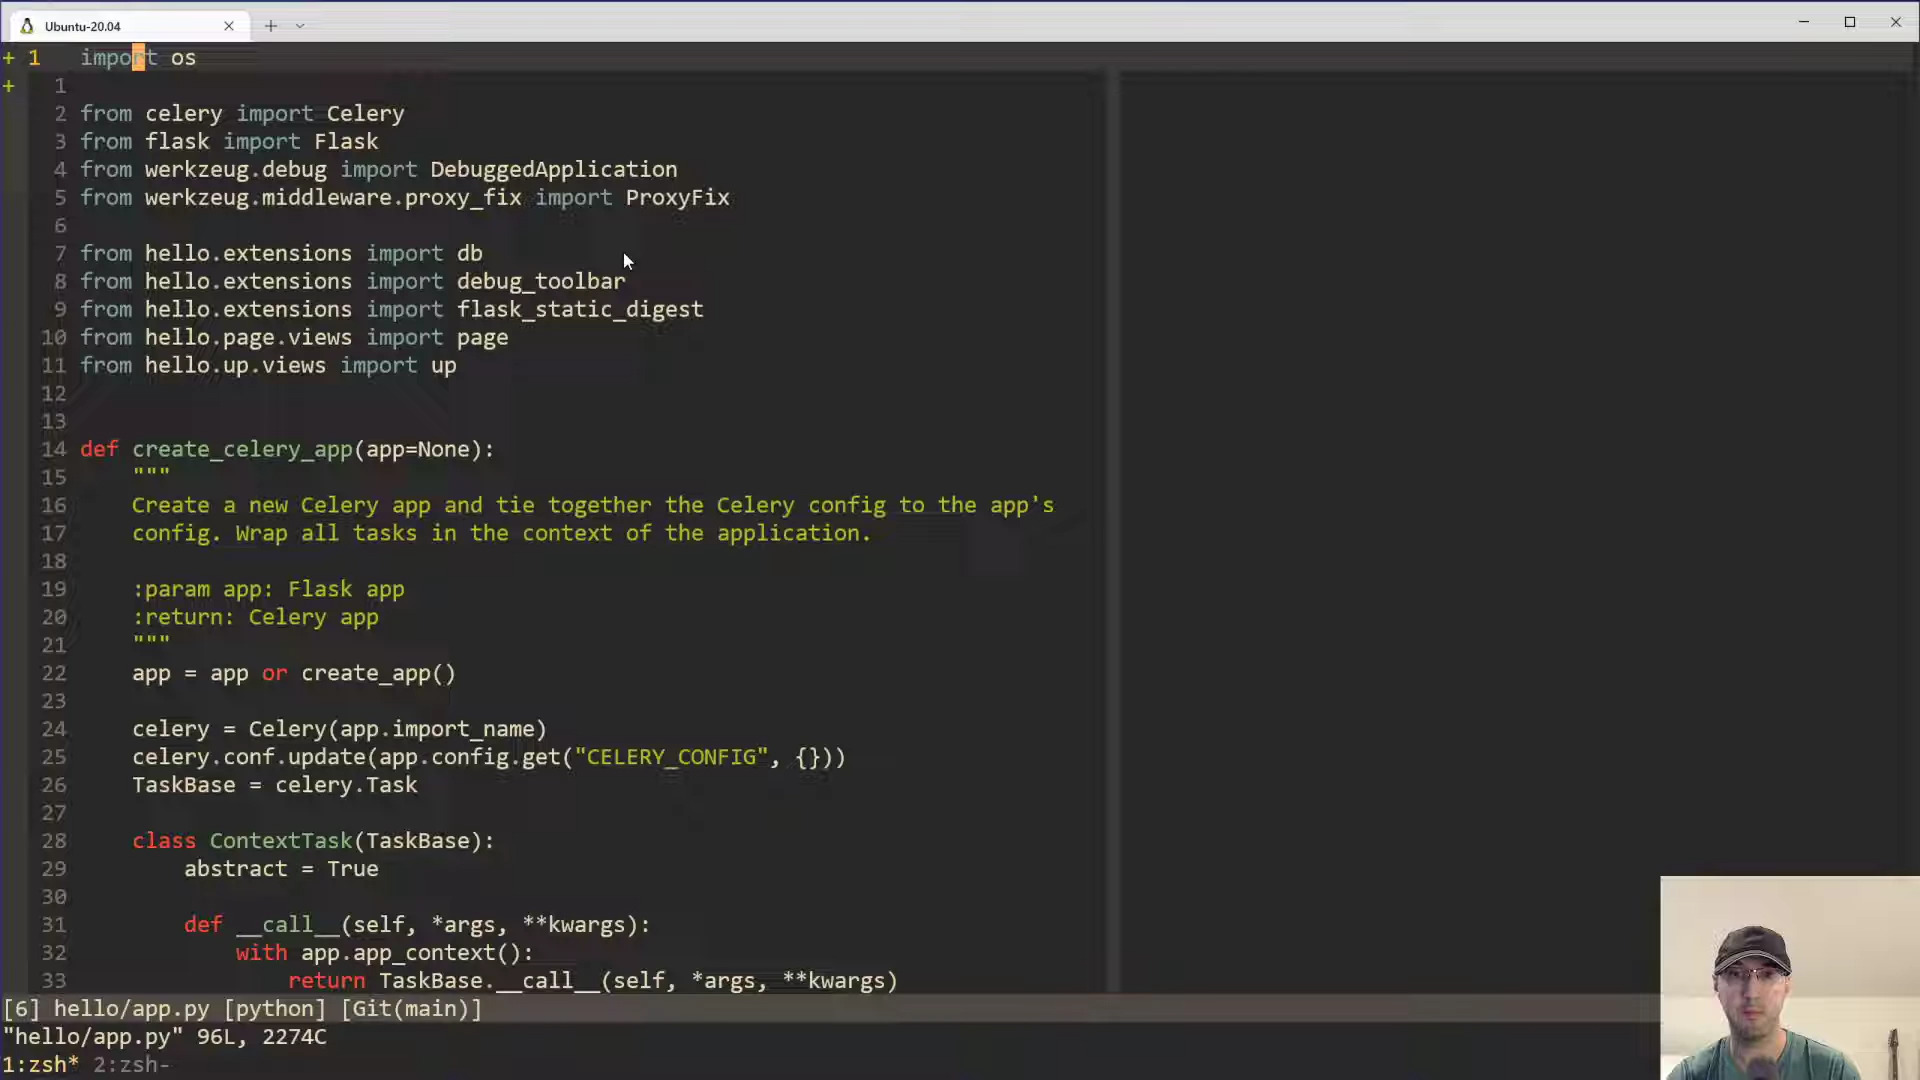 Ubuntu-20.04
+ 1 import os
+ 1
2 from celery import Celery
3 from flask import Flask
4 from werkzeug.debug import DebuggedApplication
5 from werkzeug.middleware.proxy_fix import ProxyFix
6
7 from hello.extensions import db
8 from hello.extensions import debug_toolbar
9 from hello.extensions import flask_static_digest
10 from hello.page.views import page
11 from hello.up.views import up
12
13
14 def create_celery_app(app=None):
15     """
16     Create a new Celery app and tie together the Celery config to the app's
17     config. Wrap all tasks in the context of the application.
18
19     :param app: Flask app
20     :return: Celery app
21     """
22     app = app or create_app()
23
24     celery = Celery(app.import_name)
25     celery.conf.update(app.config.get("CELERY_CONFIG", {}))
26     TaskBase = celery.Task
27
28     class ContextTask(TaskBase):
29         abstract = True
30
31         def __call__(self, *args, **kwargs):
32             with app.app_context():
33                 return TaskBase.__call__(self, *args, **kwargs)
[6] hello/app.py [python] [Git(main)]
"hello/app.py" 96L, 2274C
1:zsh* 2:zsh-